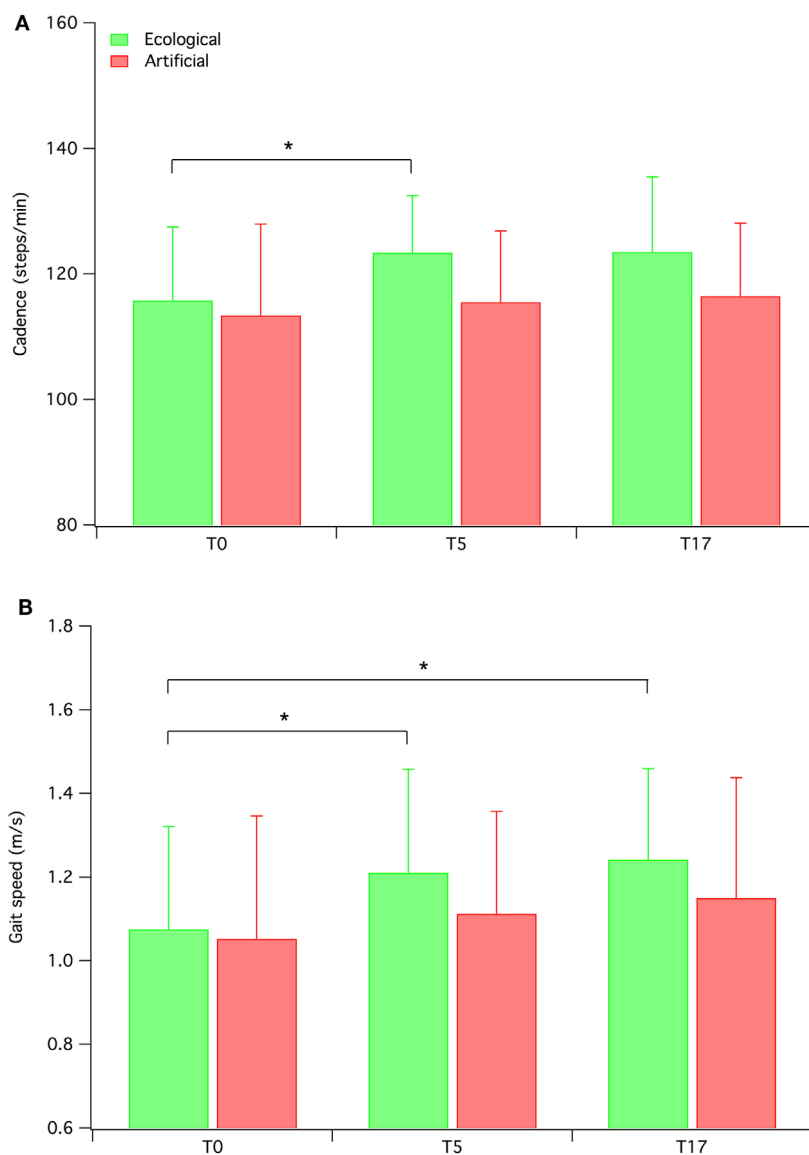 A
160
Ecological
Artificial
140
*
120
100
80
Cadence (steps/min)
T0 T5 T17
B
1.8
*
1.6
*
1.4
1.2
1.0
0.8
0.6
Gait speed (m/s)
T0 T5 T17